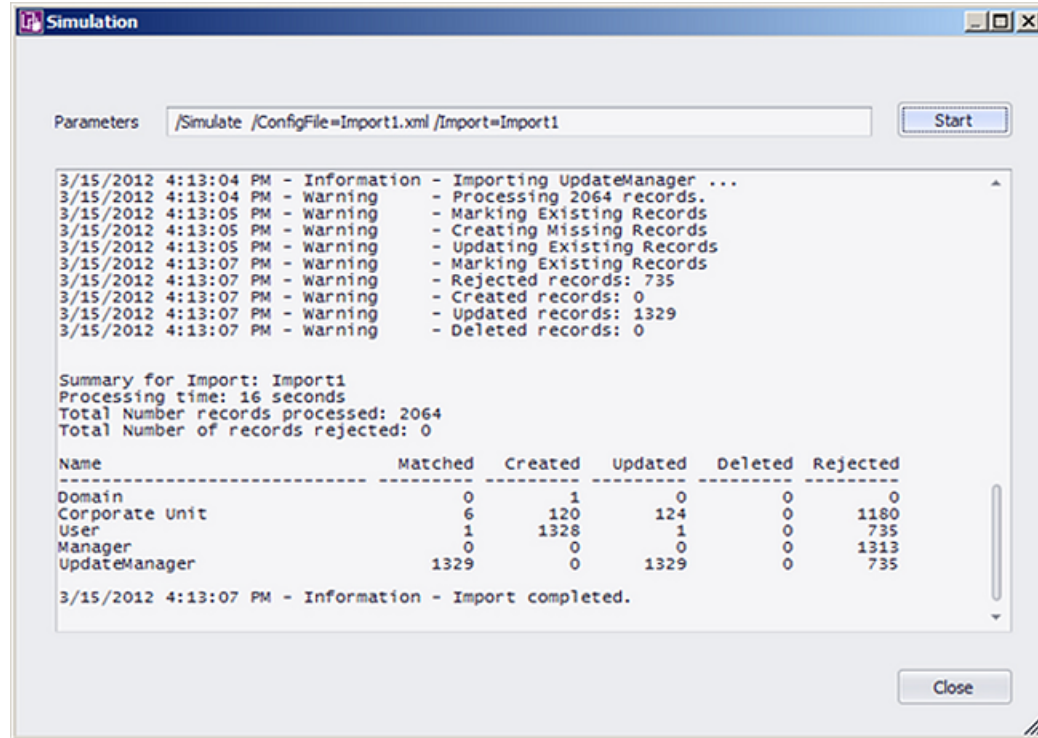 Simulation
Parameters /Simulate /ConfigFile=Import1.xml /Import=Import1 Start
3/15/2012 4:13:04 PM - Information - Importing UpdateManager ...
3/15/2012 4:13:04 PM - Warning - Processing 2064 records.
3/15/2012 4:13:05 PM - Warning - Marking Existing Records
3/15/2012 4:13:05 PM - Warning - Creating Missing Records
3/15/2012 4:13:05 PM - Warning - Updating Existing Records
3/15/2012 4:13:07 PM - Warning - Marking Existing Records
3/15/2012 4:13:07 PM - Warning - Rejected records: 735
3/15/2012 4:13:07 PM - Warning - Created records: 0
3/15/2012 4:13:07 PM - Warning - Updated records: 1329
3/15/2012 4:13:07 PM - Warning - Deleted records: 0
Summary for Import: Import1
Processing time: 16 seconds
Total Number records processed: 2064
Total Number of records rejected: 0
Name Matched Created Updated Deleted Rejected
----------------------------- --------- --------- --------- --------- ---------
Domain 0 1 0 0 0
Corporate Unit 6 120 124 0 1180
User 1 1328 1 0 735
Manager 0 0 0 0 1313
UpdateManager 1329 0 1329 0 735
3/15/2012 4:13:07 PM - Information - Import completed.
Close